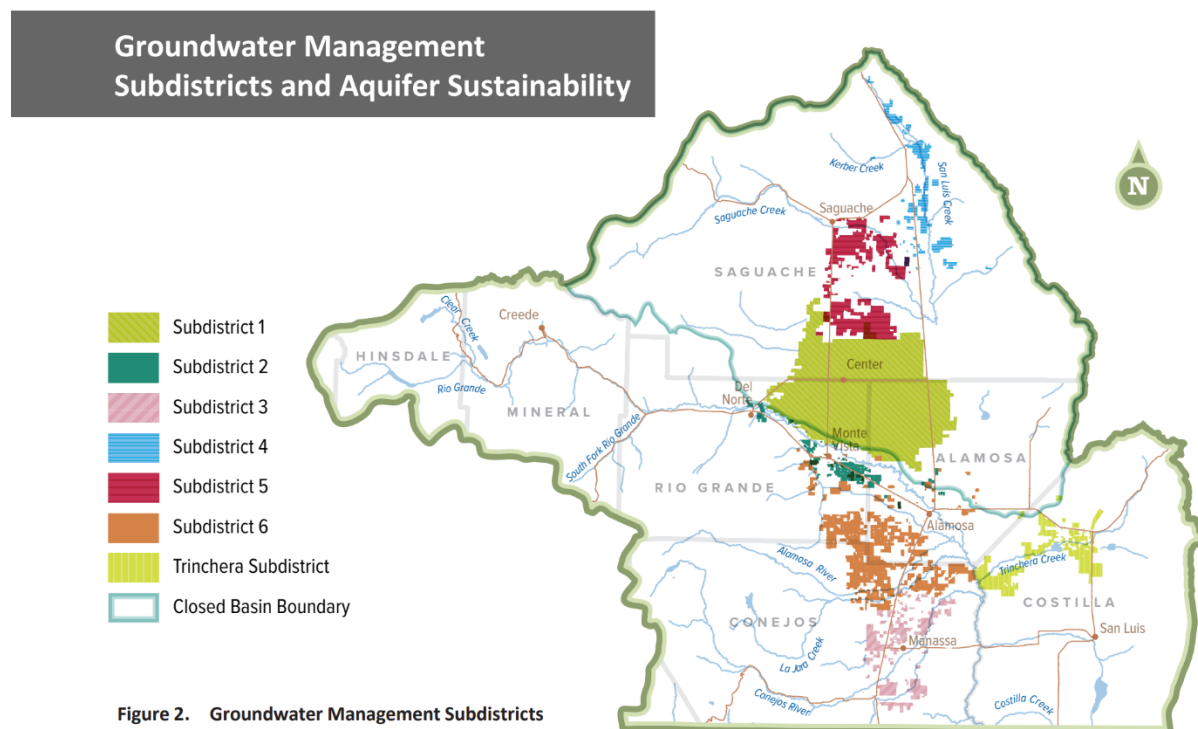 Groundwater Management
Subdistricts and Aquifer Sustainability
N
Kerber Creek
San Luis Creek
Saguache
Saguache Creek
SAGUACHE
Clear Creek
Creede
HINSDALE
Rio Grande
MINERAL
South Fork Rio Grande
Center
Del
Norte
Monte
Vista
ALAMOSA
RIO GRANDE
Alamosa
Alamosa River
Trinchera Creek
COSTILLA
CONEJOS
San Luis
Manassa
La Jara Creek
Conejos River
Costilla Creek
Subdistrict 1
Subdistrict 2
Subdistrict 3
Subdistrict 4
Subdistrict 5
Subdistrict 6
Trinchera Subdistrict
Closed Basin Boundary
Figure 2. Groundwater Management Subdistricts